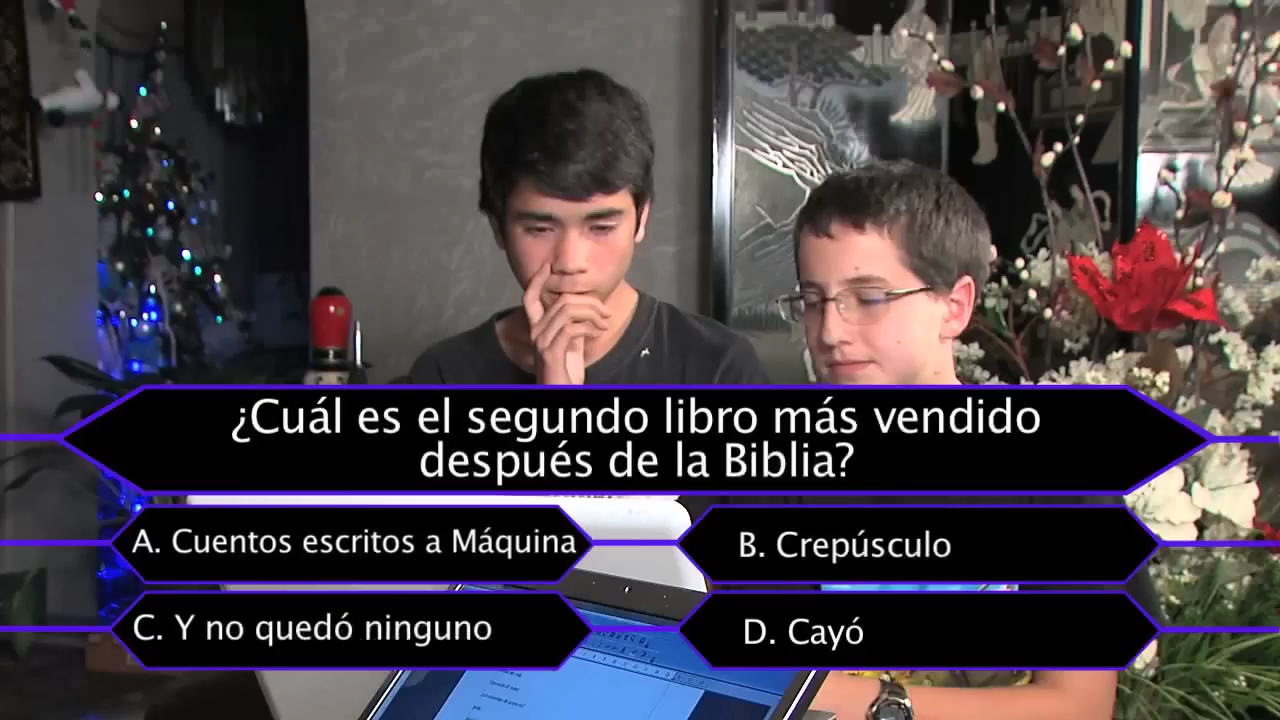 ¿Cuál es el segundo libro más vendido
después de la Biblia?
A. Cuentos escritos a Máquina
B. Crepúsculo
C. Y no quedó ninguno
D. Cayó